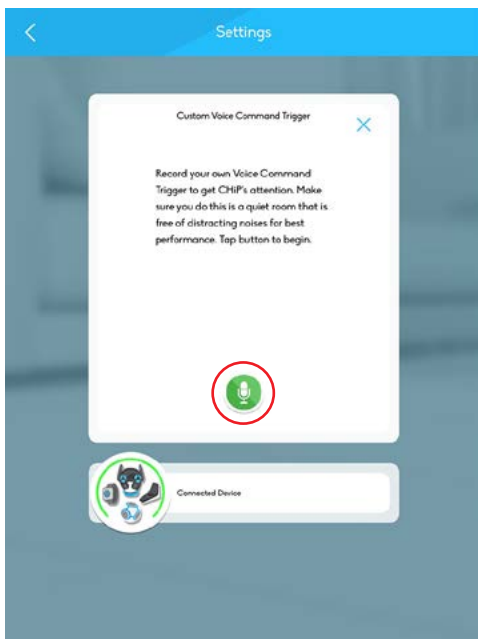 Settings
Custom Voice Command Trigger
Record your own Voice Command
Trigger to get CHiP's attention. Make
sure you do this is a quiet room that is
free of distracting noises for best
performance. Tap button to begin.
Connected Device